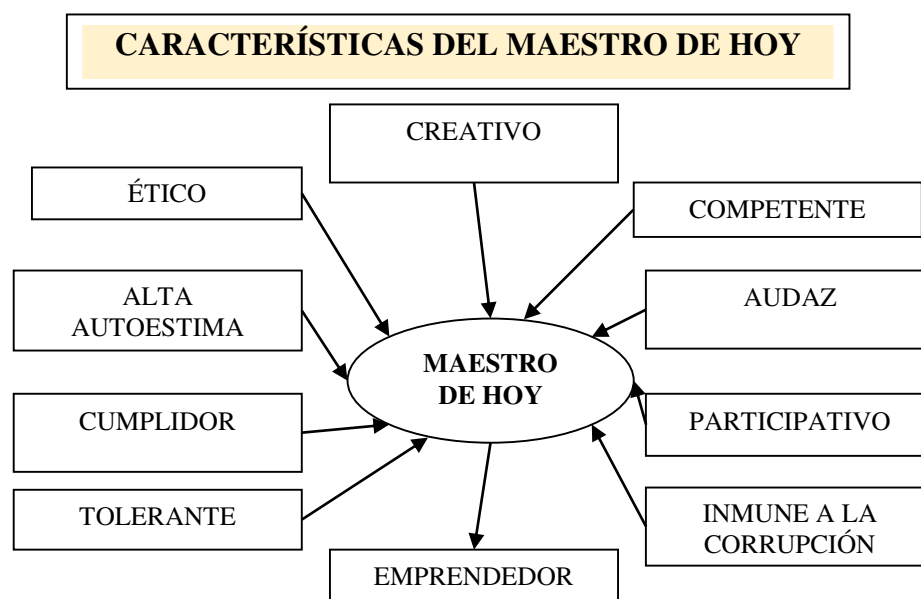 CARACTERÍSTICAS DEL MAESTRO DE HOY
CREATIVO
ÉTICO
COMPETENTE
ALTA
AUTOESTIMA
AUDAZ
MAESTRO
DE HOY
CUMPLIDOR
PARTICIPATIVO
TOLERANTE
INMUNE A LA
CORRUPCIÓN
EMPRENDEDOR